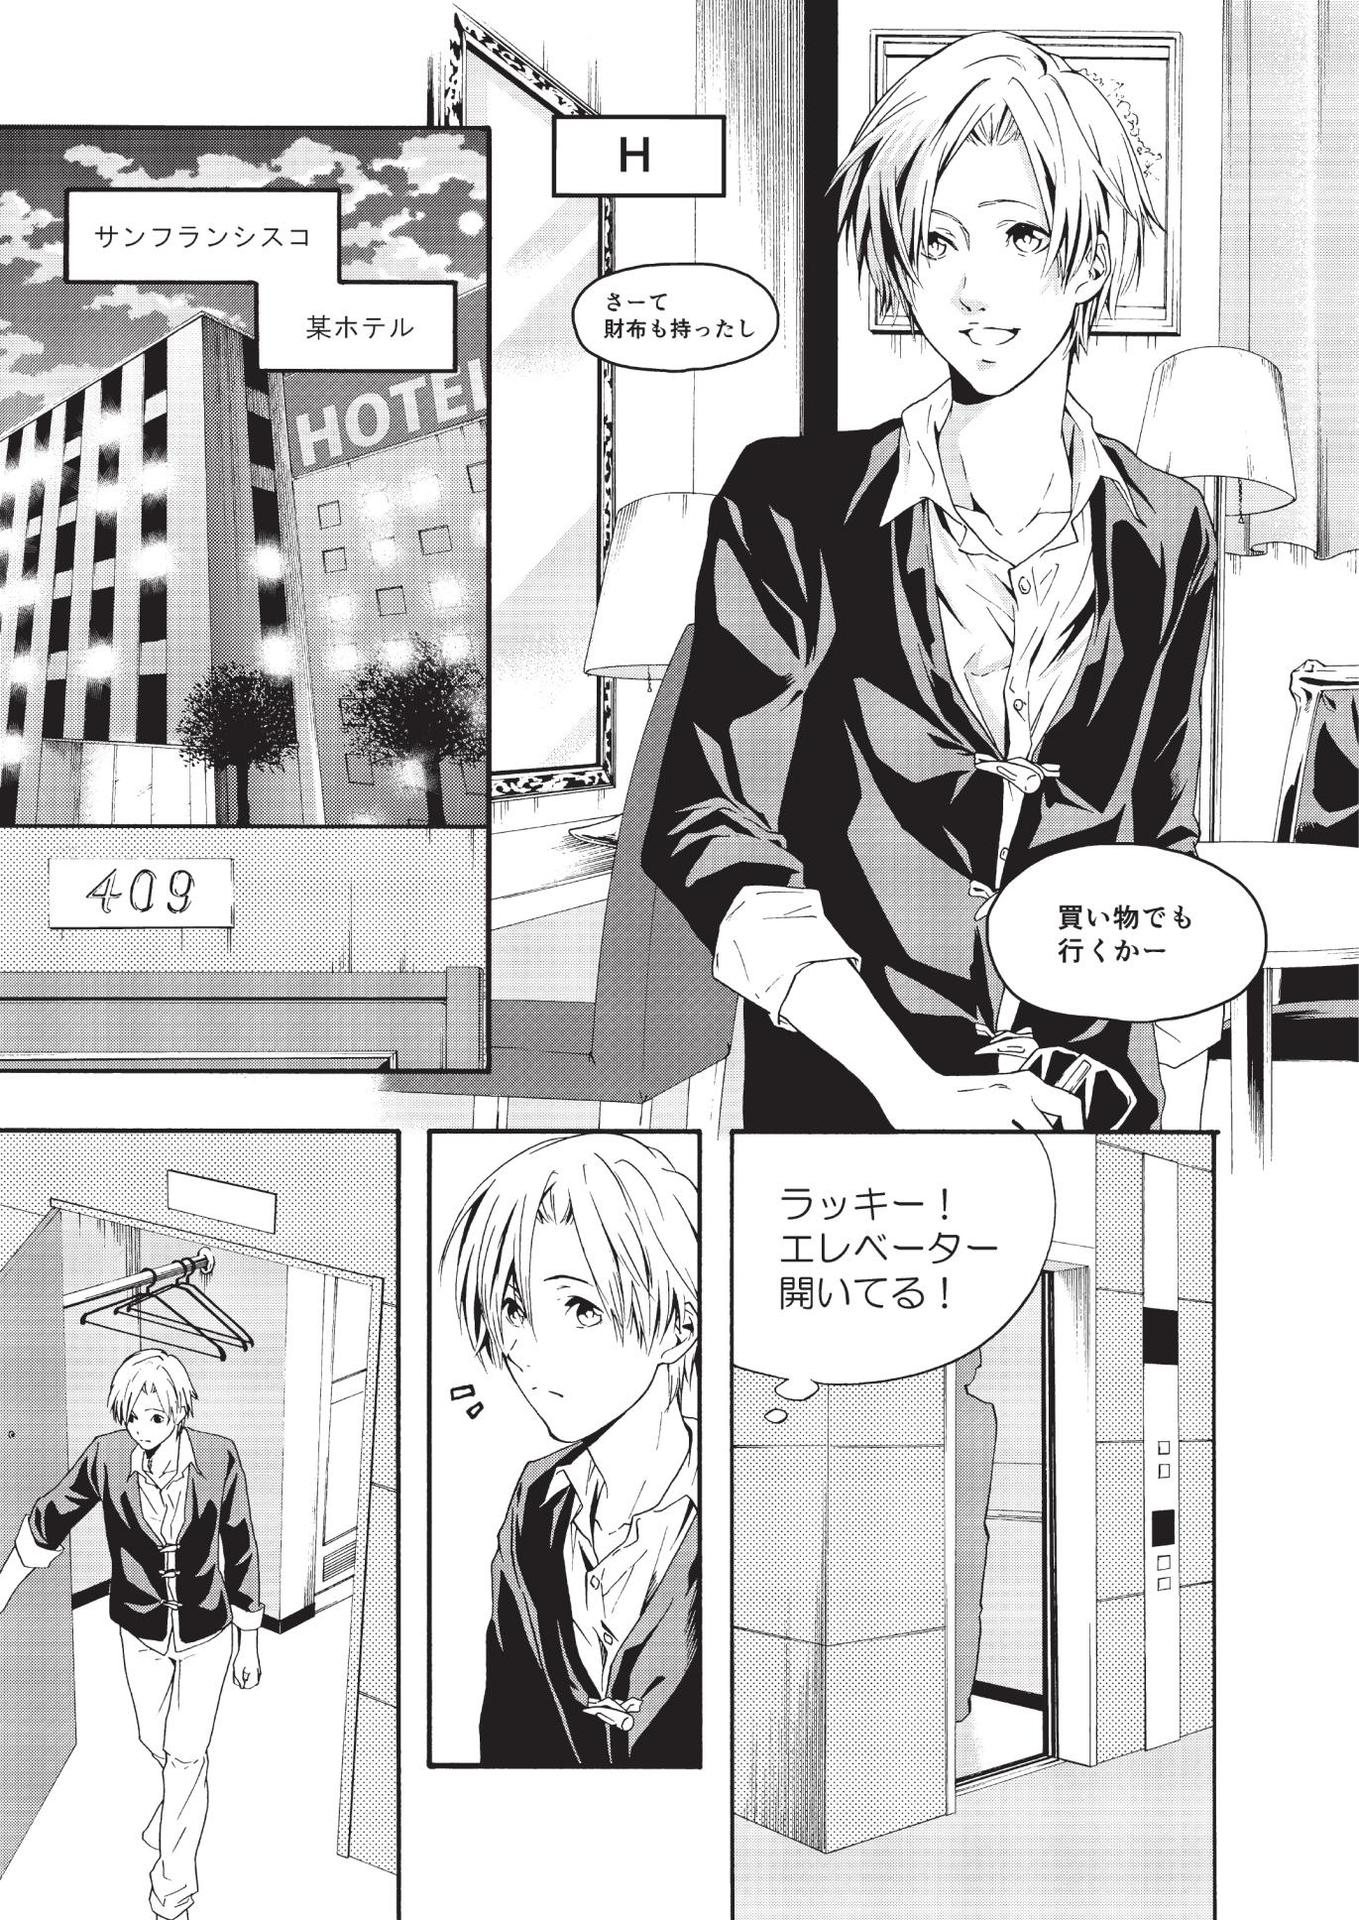 サンフランシスコ
某ホテル
HOTEL
409
H
さーて
財布も持ったし
買い物でも
行くかー
ラッキー！
エレベーター
開いてる！